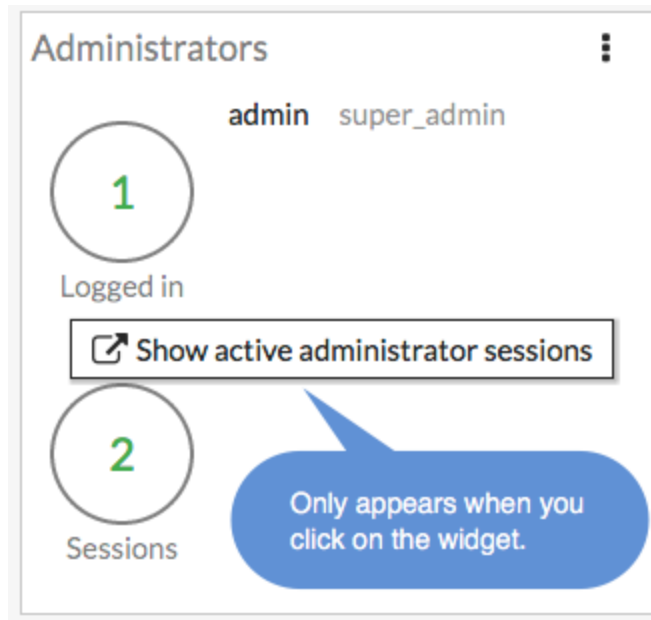 Administrators
admin super_admin
1
Logged in
Show active administrator sessions
2
Sessions
Only appears when you
click on the widget.